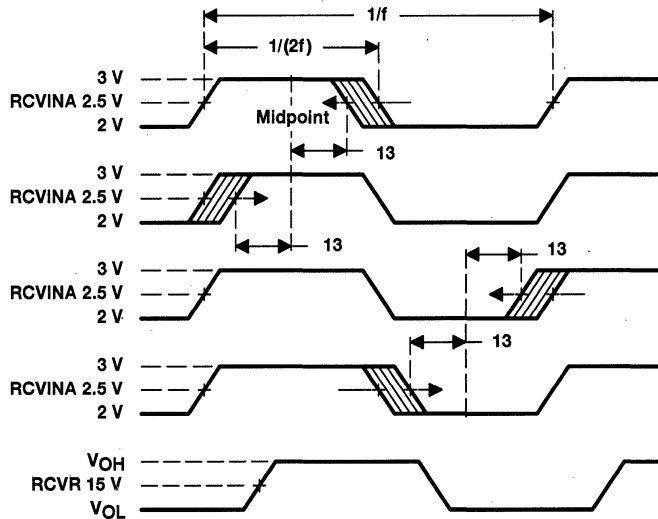 1/f
1/(2f)
3 V
RCVINA 2.5 V
2 V
Midpoint
13
3 V
RCVINA 2.5 V
2 V
13
13
3 V
RCVINA 2.5 V
2 V
13
3 V
RCVINA 2.5 V
2 V
VOH
RCVR 15 V
VOL